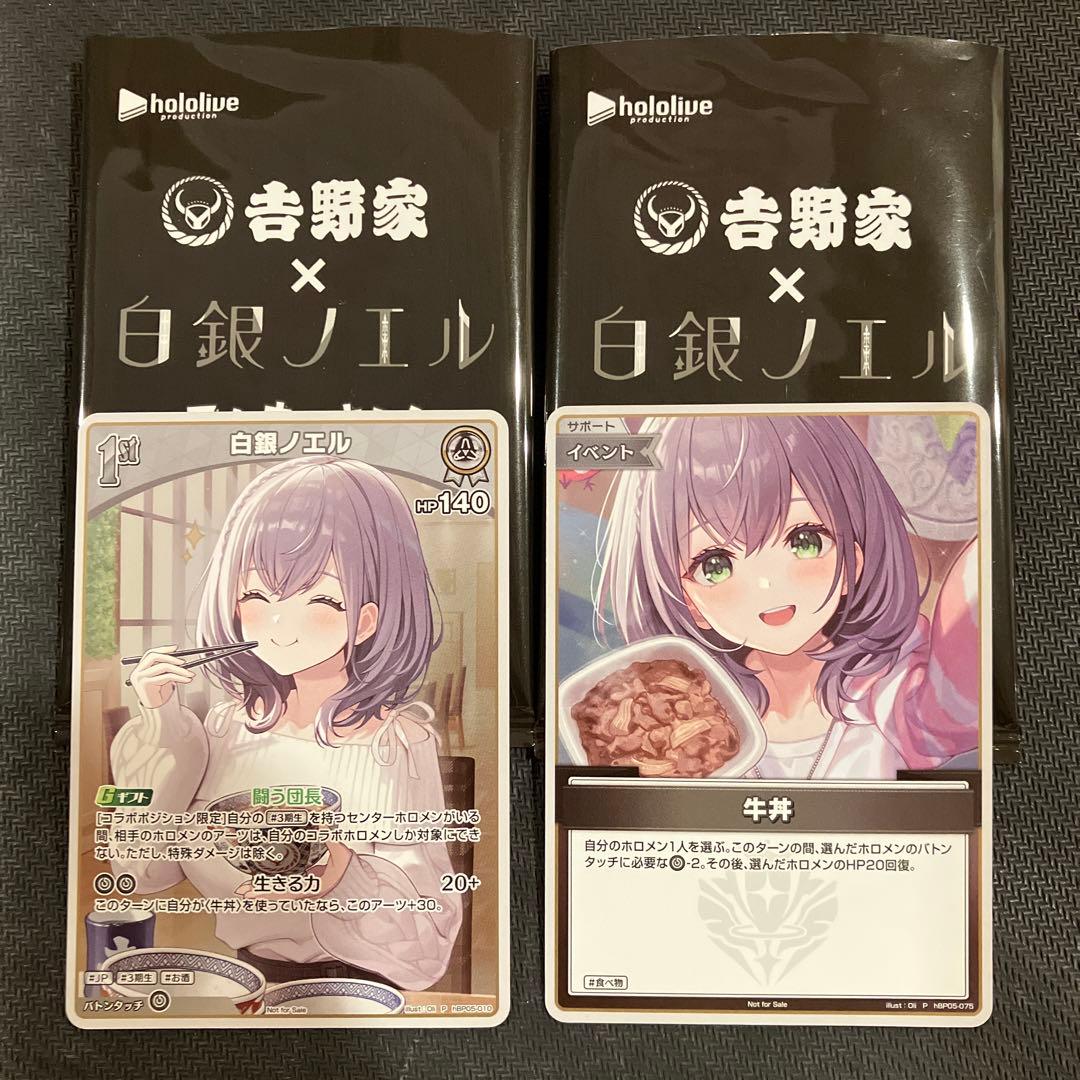 hololive
production
吉野家
×
白銀ノエル
hololive
production
吉野家
×
白銀ノエル
1st
白銀ノエル
HP140
Gギフト 闘う団長
[コラボポジション限定]自分の#3期生を持つセンターホロメンがいる
間、相手のホロメンのアーツは、自分のコラボホロメンしか対象にでき
ない。ただし、特殊ダメージは除く。
生きる力 20+
このターンに自分が〈牛丼〉を使っていたなら、このアーツ+30。
#JP #3期生 #お酒
バトンタッチ
Not for Sale
illust:Oli P hBP05-010
サポート
イベント
牛丼
自分のホロメン1人を選ぶ。このターンの間、選んだホロメンのバトン
タッチに必要な-2。その後、選んだホロメンのHP20回復。
#食べ物
Not for Sale
illust:Oli P hBP05-075